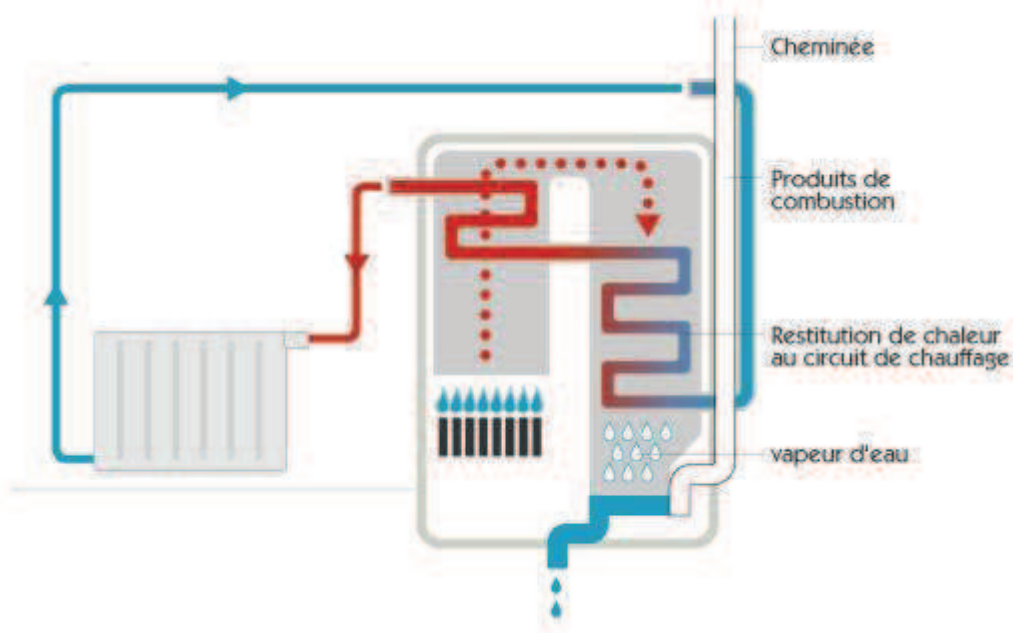 Cheminée
Produits de
combustion
Restitution de chaleur
au circuit de chauffage
vapeur d'eau